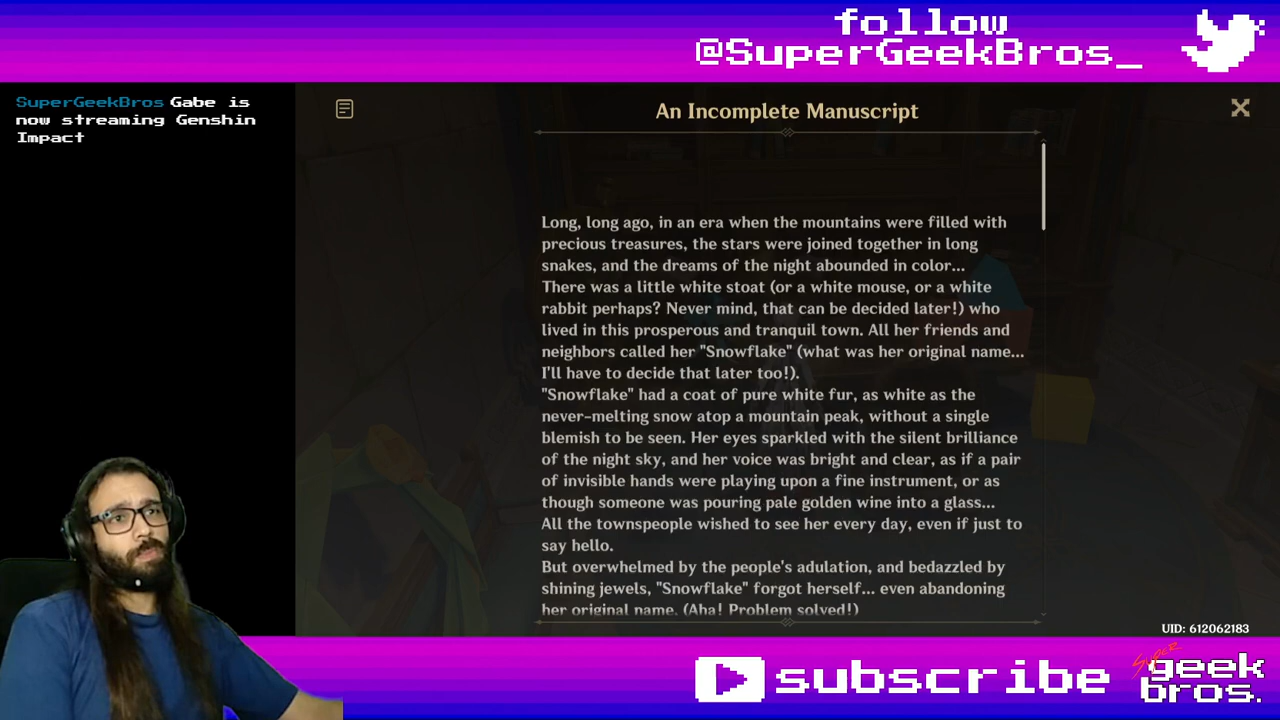 follow
@SuperGeekBros_
SuperGeekBros Gabe is
now streaming Genshin
Impact
An Incomplete Manuscript
Long, long ago, in an era when the mountains were filled with
precious treasures, the stars were joined together in long
snakes, and the dreams of the night abounded in color...
There was a little white stoat (or a white mouse, or a white
rabbit perhaps? Never mind, that can be decided later!) who
lived in this prosperous and tranquil town. All her friends and
neighbors called her "Snowflake" (what was her original name...
I'll have to decide that later too!).
"Snowflake" had a coat of pure white fur, as white as the
never-melting snow atop a mountain peak, without a single
blemish to be seen. Her eyes sparkled with the silent brilliance
of the night sky, and her voice was bright and clear, as if a pair
of invisible hands were playing upon a fine instrument, or as
though someone was pouring pale golden wine into a glass...
All the townspeople wished to see her every day, even if just to
say hello.
But overwhelmed by the people's adulation, and bedazzled by
shining jewels, "Snowflake" forgot herself... even abandoning
her original name. (Aha! Problem solved!)
UID: 612062183
subscribe
Super
geek
bros.